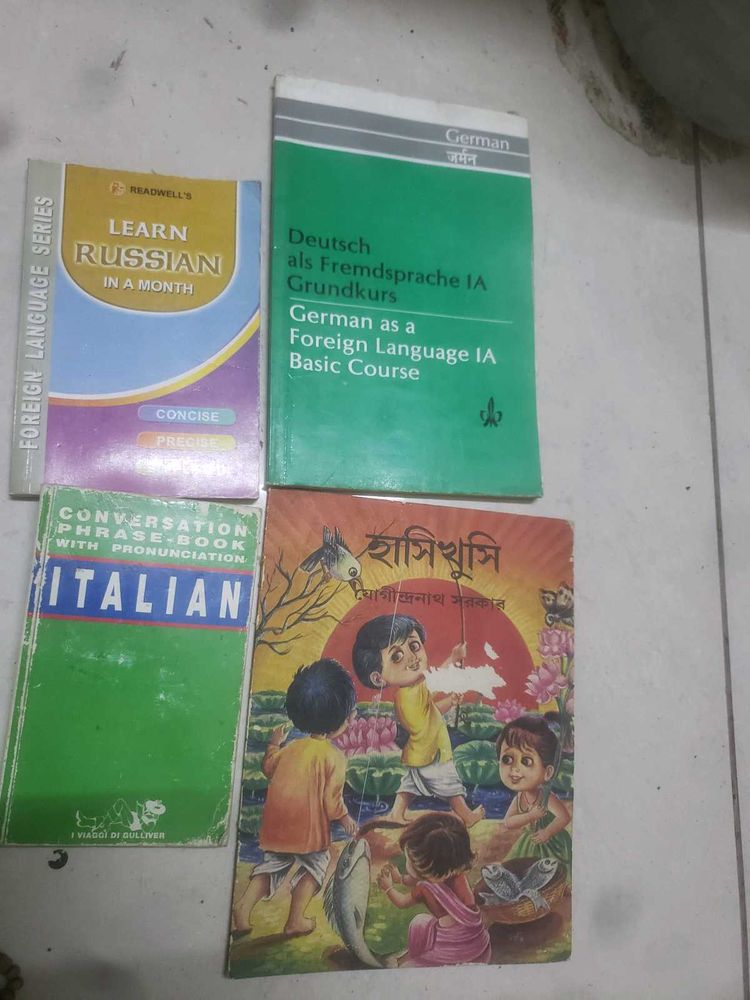 FOREIGN LANGUAGE SERIES
READWELL'S
LEARN
RUSSIAN
IN A MONTH
CONCISE
PRECISE
German
जर्मन
Deutsch
als Fremdsprache IA
Grundkurs
German as a
Foreign Language IA
Basic Course
CONVERSATION
PHRASE-BOOK
WITH PRONUNCIATION
ITALIAN
I VIAGGI DI GULLIVER
হাসিখুসি
যোগীন্দ্রনাথ সরকার